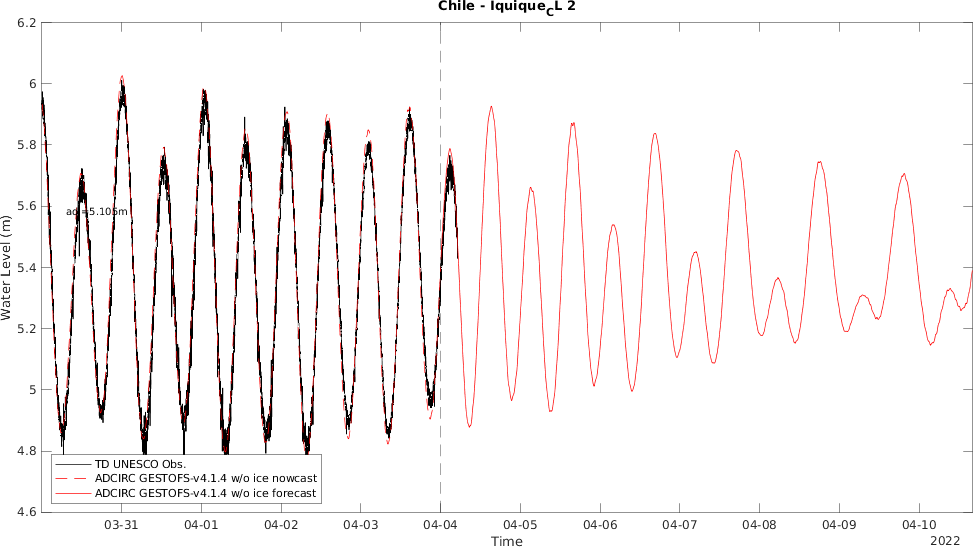 Chile - Iquique_CL 2
6.2
6
5.8
5.6
5.4
5.2
5
4.8
4.6
Water Level (m)
ad =5.105m
TD UNESCO Obs.
ADCIRC GESTOFS-v4.1.4 w/o ice nowcast
ADCIRC GESTOFS-v4.1.4 w/o ice forecast
03-31 04-01 04-02 04-03 04-04 04-05 04-06 04-07 04-08 04-09 04-10
Time
2022